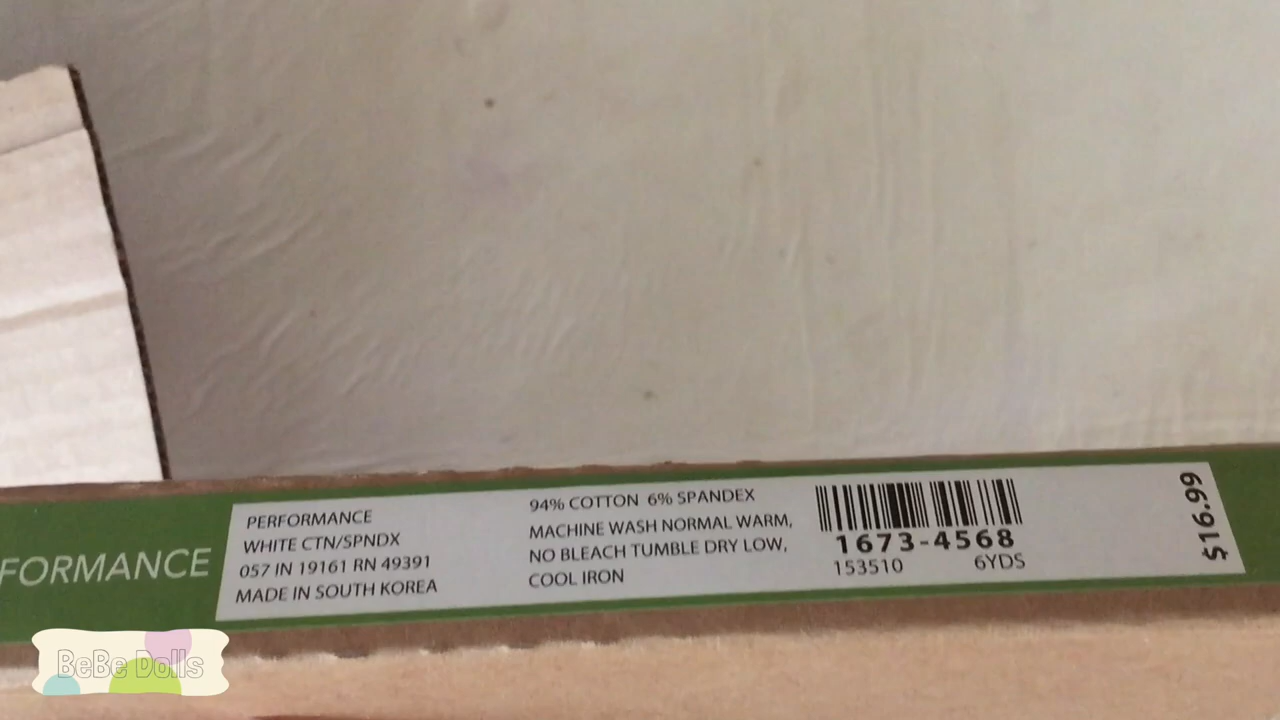 FORMANCE
PERFORMANCE
WHITE CTN/SPNDX
057 IN 19161 RN 49391
MADE IN SOUTH KOREA
94% COTTON 6% SPANDEX
MACHINE WASH NORMAL WARM,
NO BLEACH TUMBLE DRY LOW,
COOL IRON
1673-4568
153510 6YDS
$16.99
BeBe Dolls